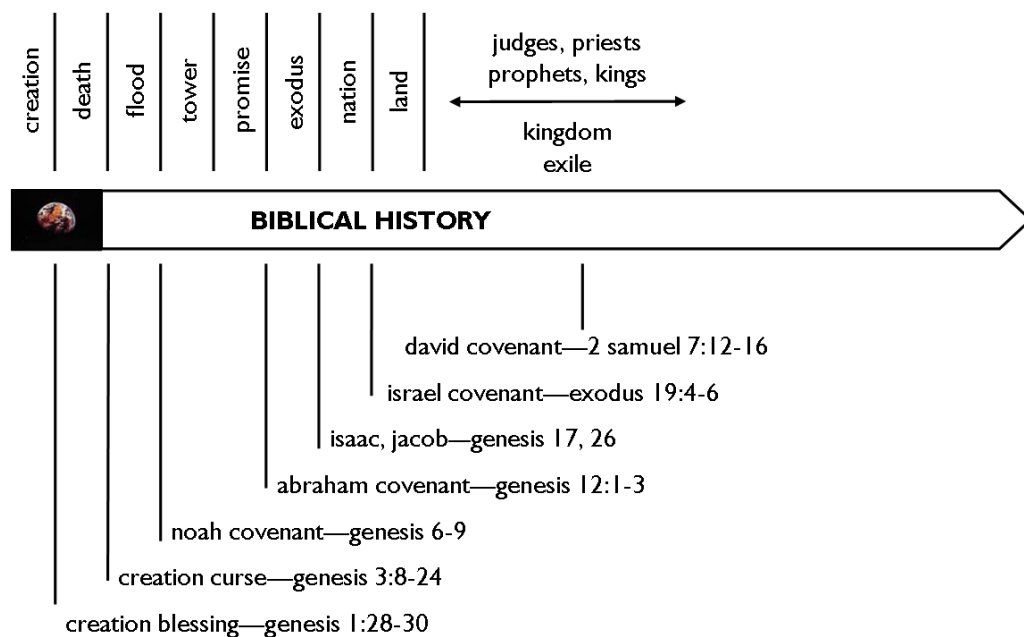 creation
death
flood
tower
promise
exodus
nation
land
judges, priests
prophets, kings
kingdom
exile
BIBLICAL HISTORY
david covenant—2 samuel 7:12-16
israel covenant—exodus 19:4-6
isaac, jacob—genesis 17, 26
abraham covenant—genesis 12:1-3
noah covenant—genesis 6-9
creation curse—genesis 3:8-24
creation blessing—genesis 1:28-30